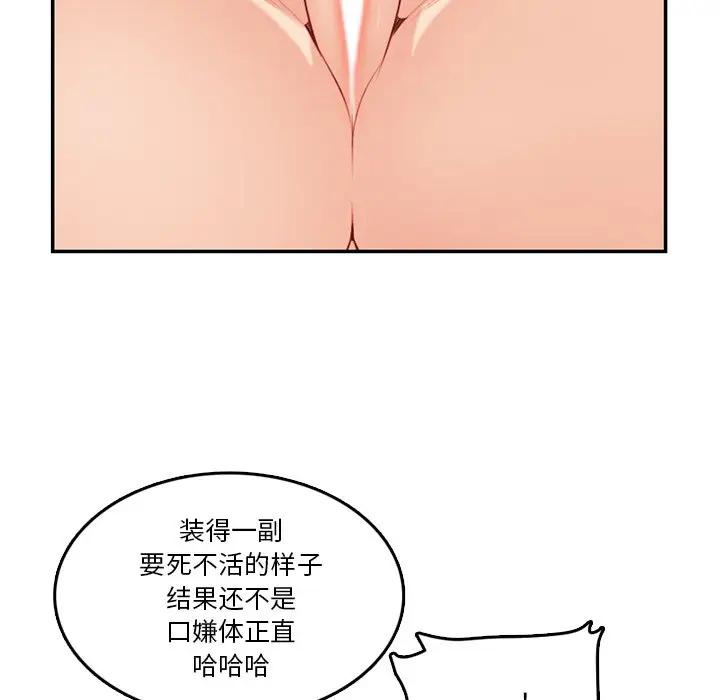 装得一副
要死不活的样子
结果还不是
口嫌体正直
哈哈哈